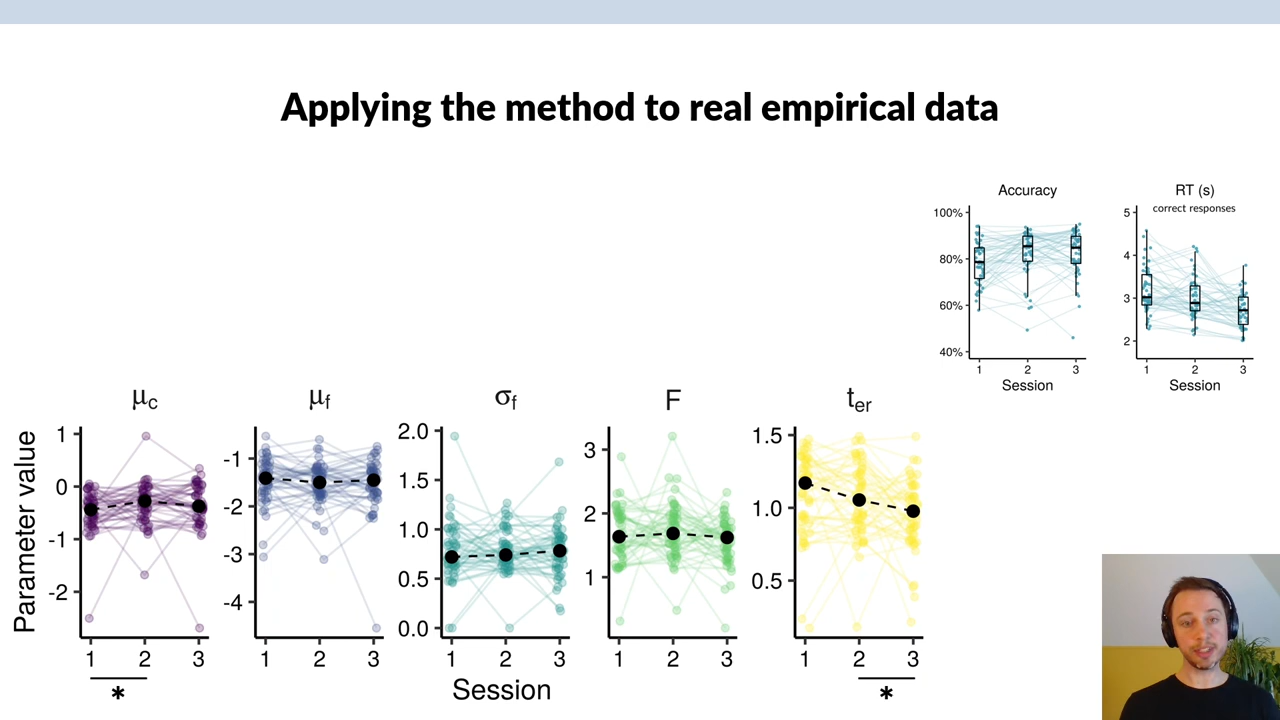 Applying the method to real empirical data
Accuracy
100%
80%
60%
40%
1 2 3
Session
RT (s)
correct responses
5
4
3
2
1 2 3
Session
Parameter value
μc
1
0
-1
-2
1 2 3
*
μf
-1
-2
-3
-4
1 2 3
σf
2.0
1.5
1.0
0.5
0.0
1 2 3
F
3
2
1
1 2 3
ter
1.5
1.0
0.5
1 2 3
*
Session